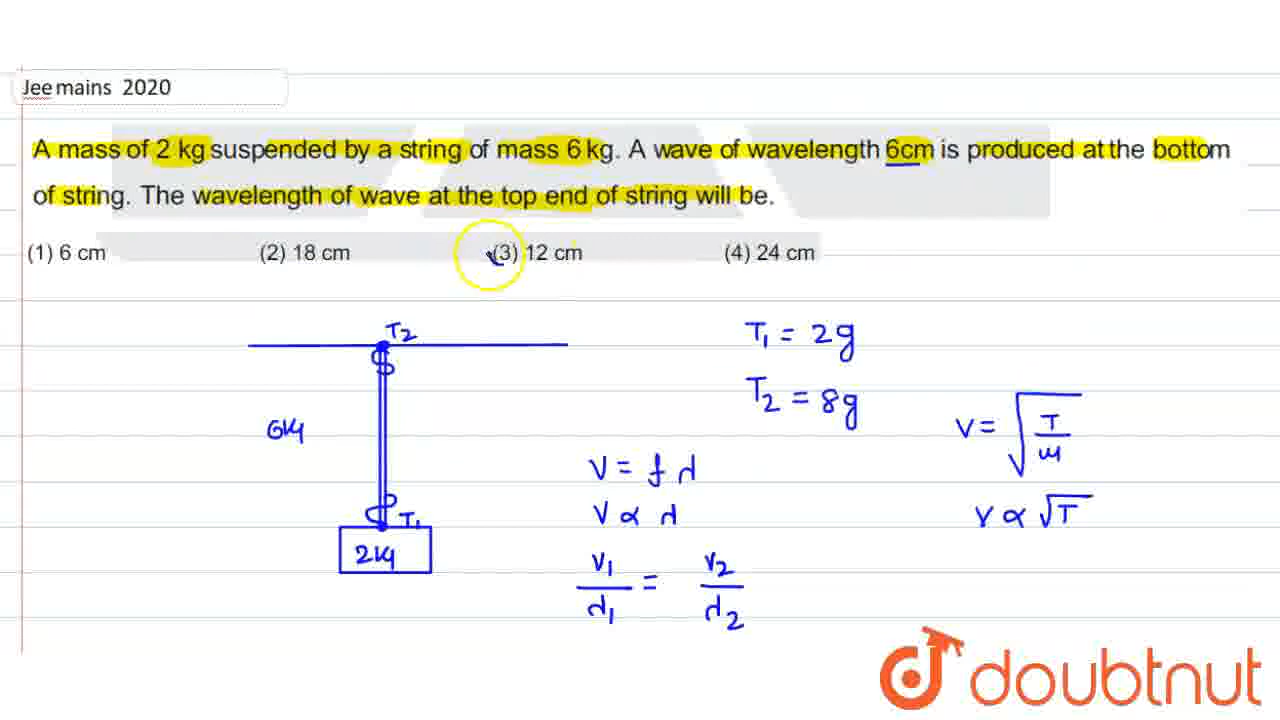 Jee mains 2020
A mass of 2 kg suspended by a string of mass 6 kg. A wave of wavelength 6cm is produced at the bottom
of string. The wavelength of wave at the top end of string will be.
(1) 6 cm (2) 18 cm (3) 12 cm (4) 24 cm
T2
T1 = 2g
T2 = 8g
6kg
V = √T/μ
V = fλ
V ∝ λ
V ∝ √T
T1
2kg
V1/λ1 = V2/λ2
doubtnut